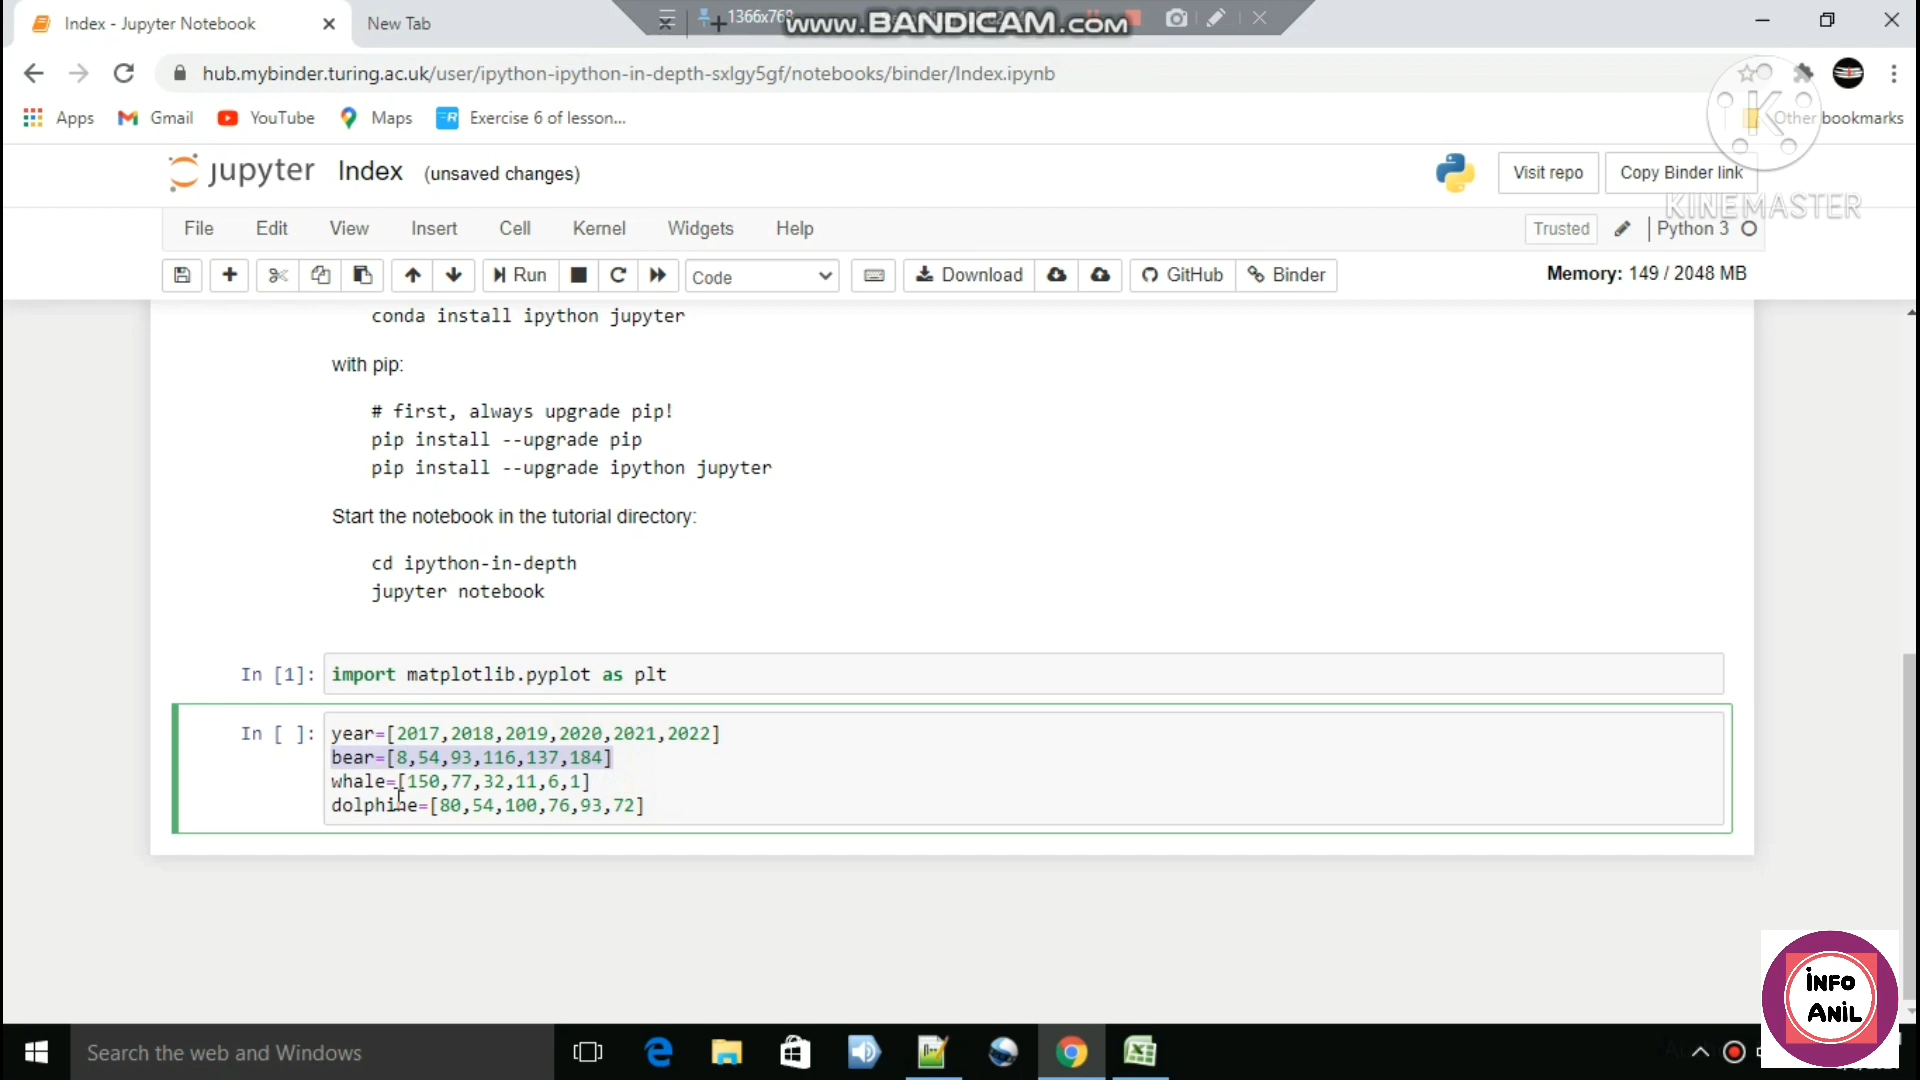 Index - Jupyter Notebook
New Tab
1366x768
www.BANDICAM.com
hub.mybinder.turing.ac.uk/user/ipython-ipython-in-depth-sxlgy5gf/notebooks/binder/Index.ipynb
Apps
Gmail
YouTube
Maps
Exercise 6 of lesson...
Other bookmarks
jupyter
Index
(unsaved changes)
Visit repo
Copy Binder link
KINEMASTER
File
Edit
View
Insert
Cell
Kernel
Widgets
Help
Trusted
Python 3
Run
Code
Download
GitHub
Binder
Memory: 149 / 2048 MB
conda install ipython jupyter
with pip:
# first, always upgrade pip!
pip install --upgrade pip
pip install --upgrade ipython jupyter
Start the notebook in the tutorial directory:
cd ipython-in-depth
jupyter notebook
In [1]:
import matplotlib.pyplot as plt
In [ ]:
year=[2017,2018,2019,2020,2021,2022]
bear=[8,54,93,116,137,184]
whale=[150,77,32,11,6,1]
dolphine=[80,54,100,76,93,72]
INFO
ANIL
Search the web and Windows